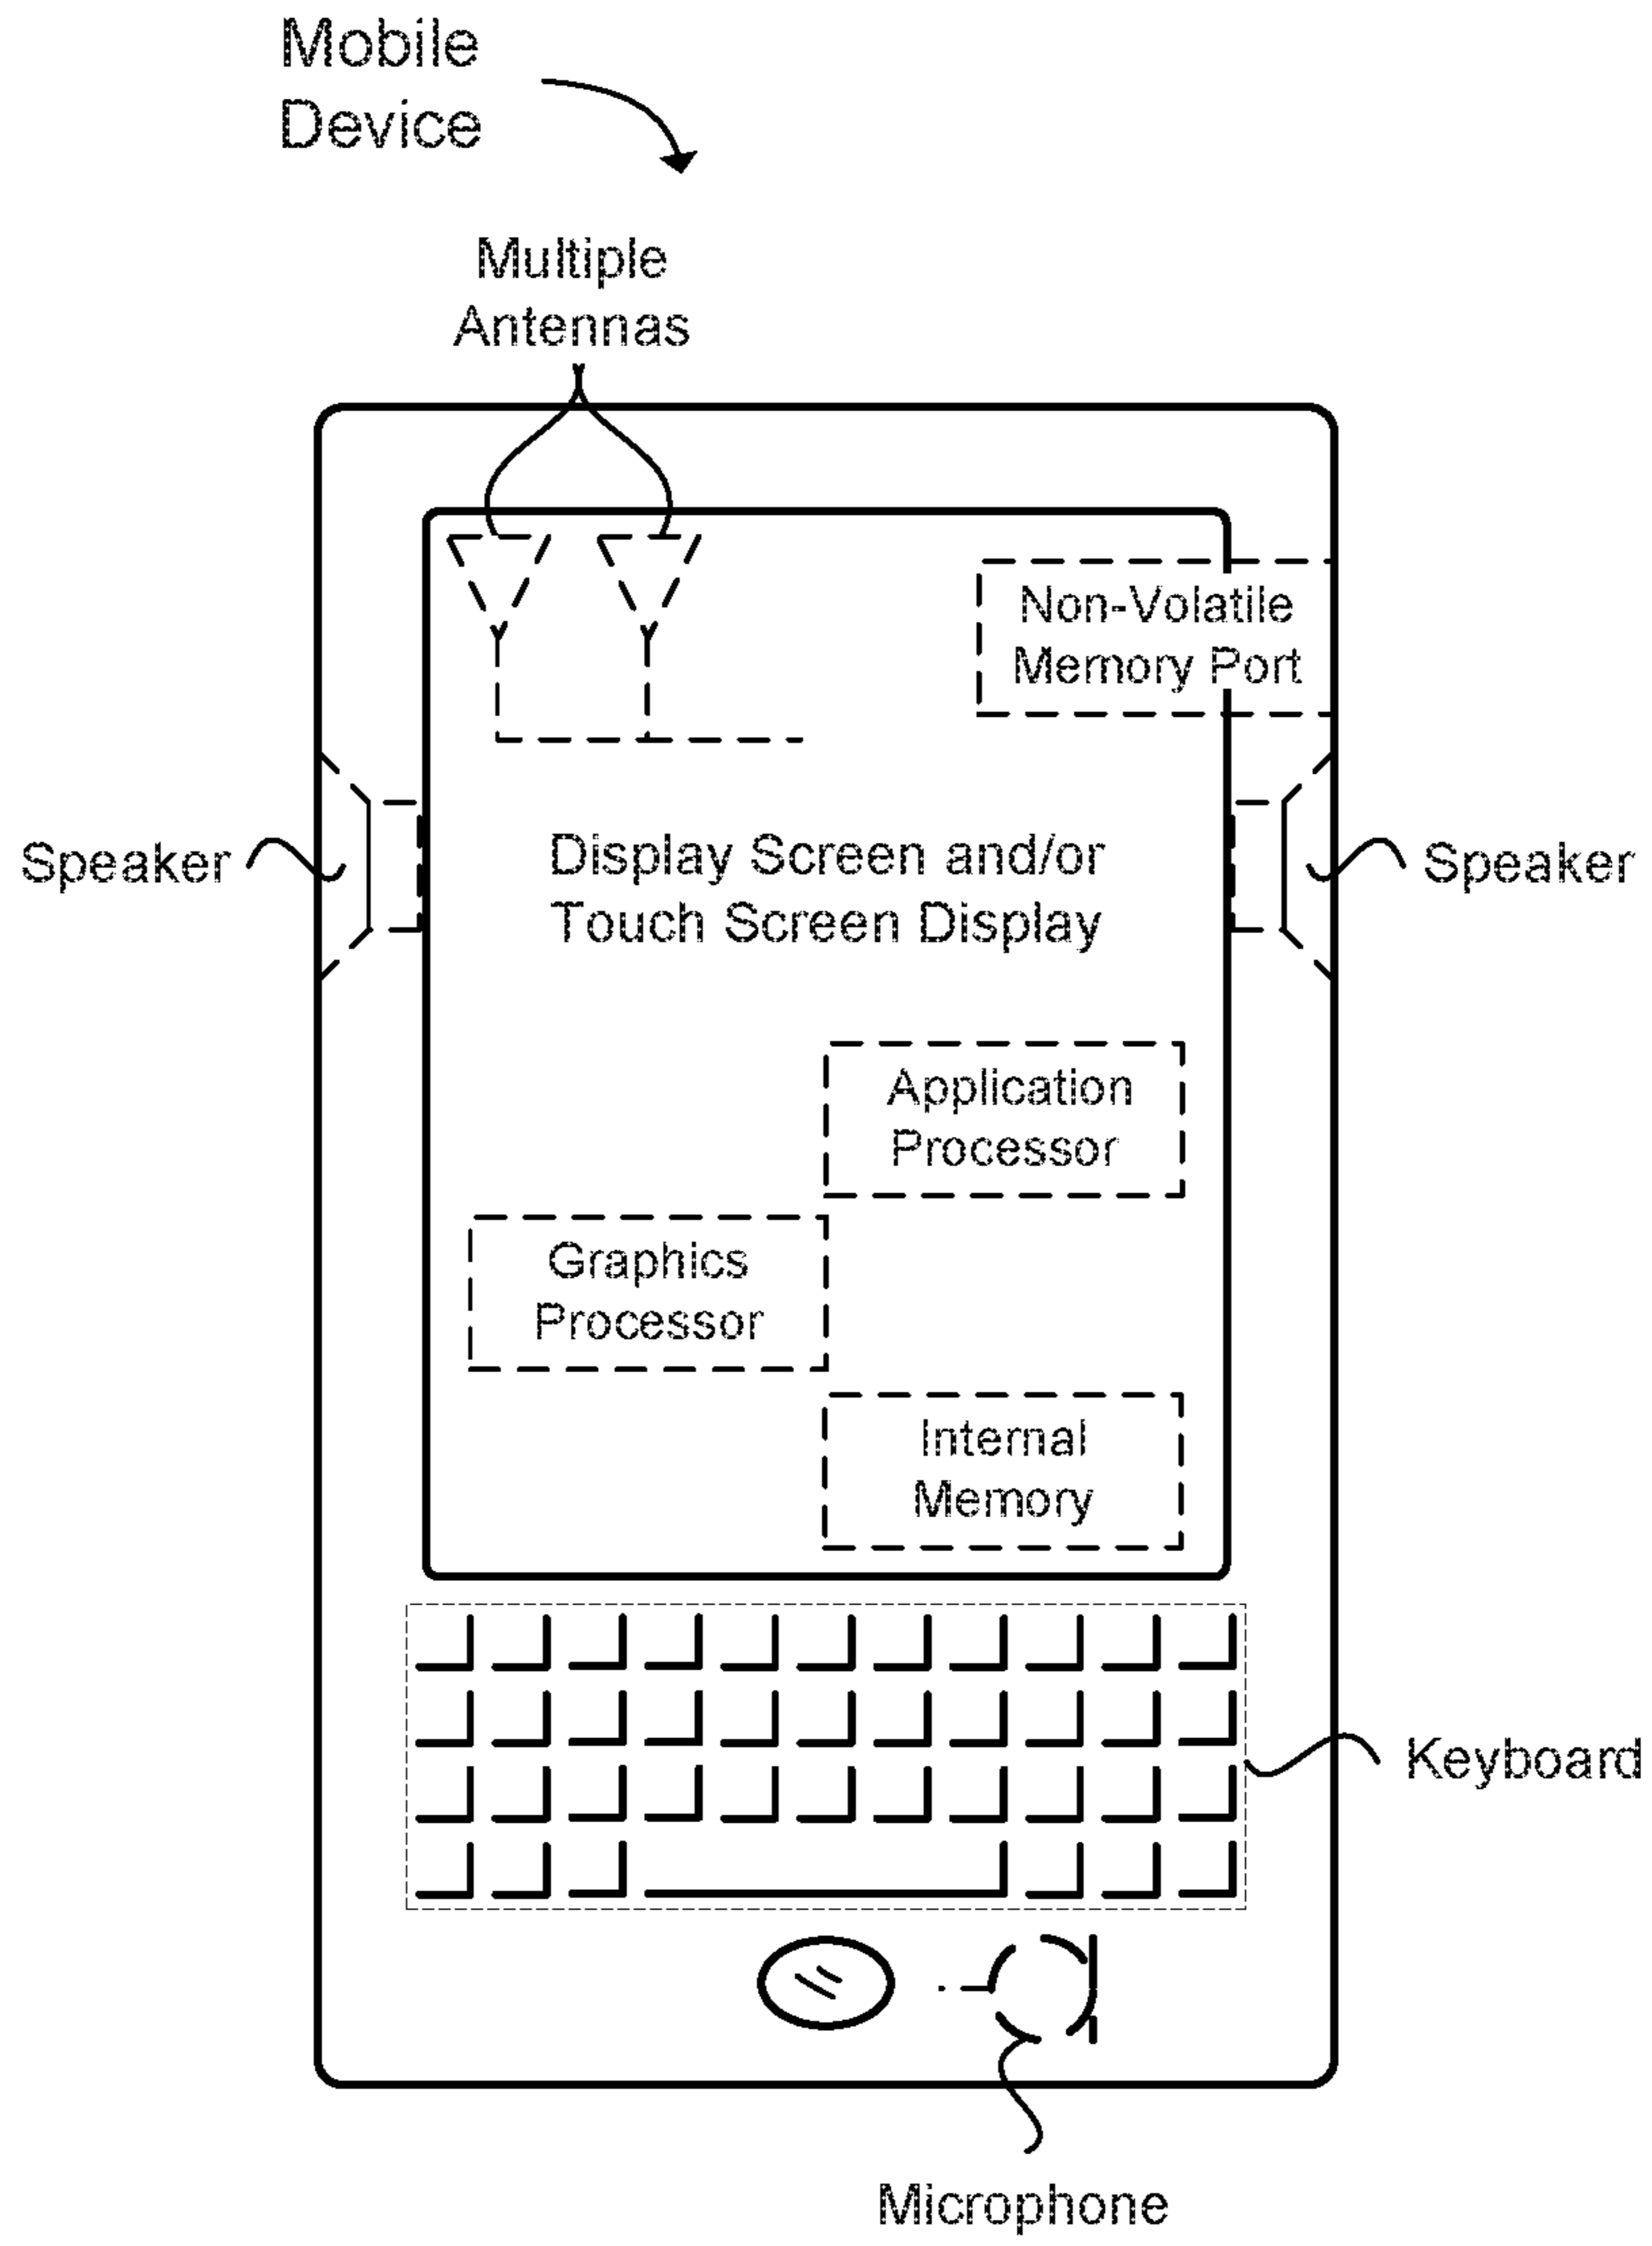 Mobile
Device
Multiple
Antennas
Non-Volatile
Memory Port
Speaker
Display Screen and/or
Touch Screen Display
Speaker
Application
Processor
Graphics
Processor
Internal
Memory
Keyboard
Microphone